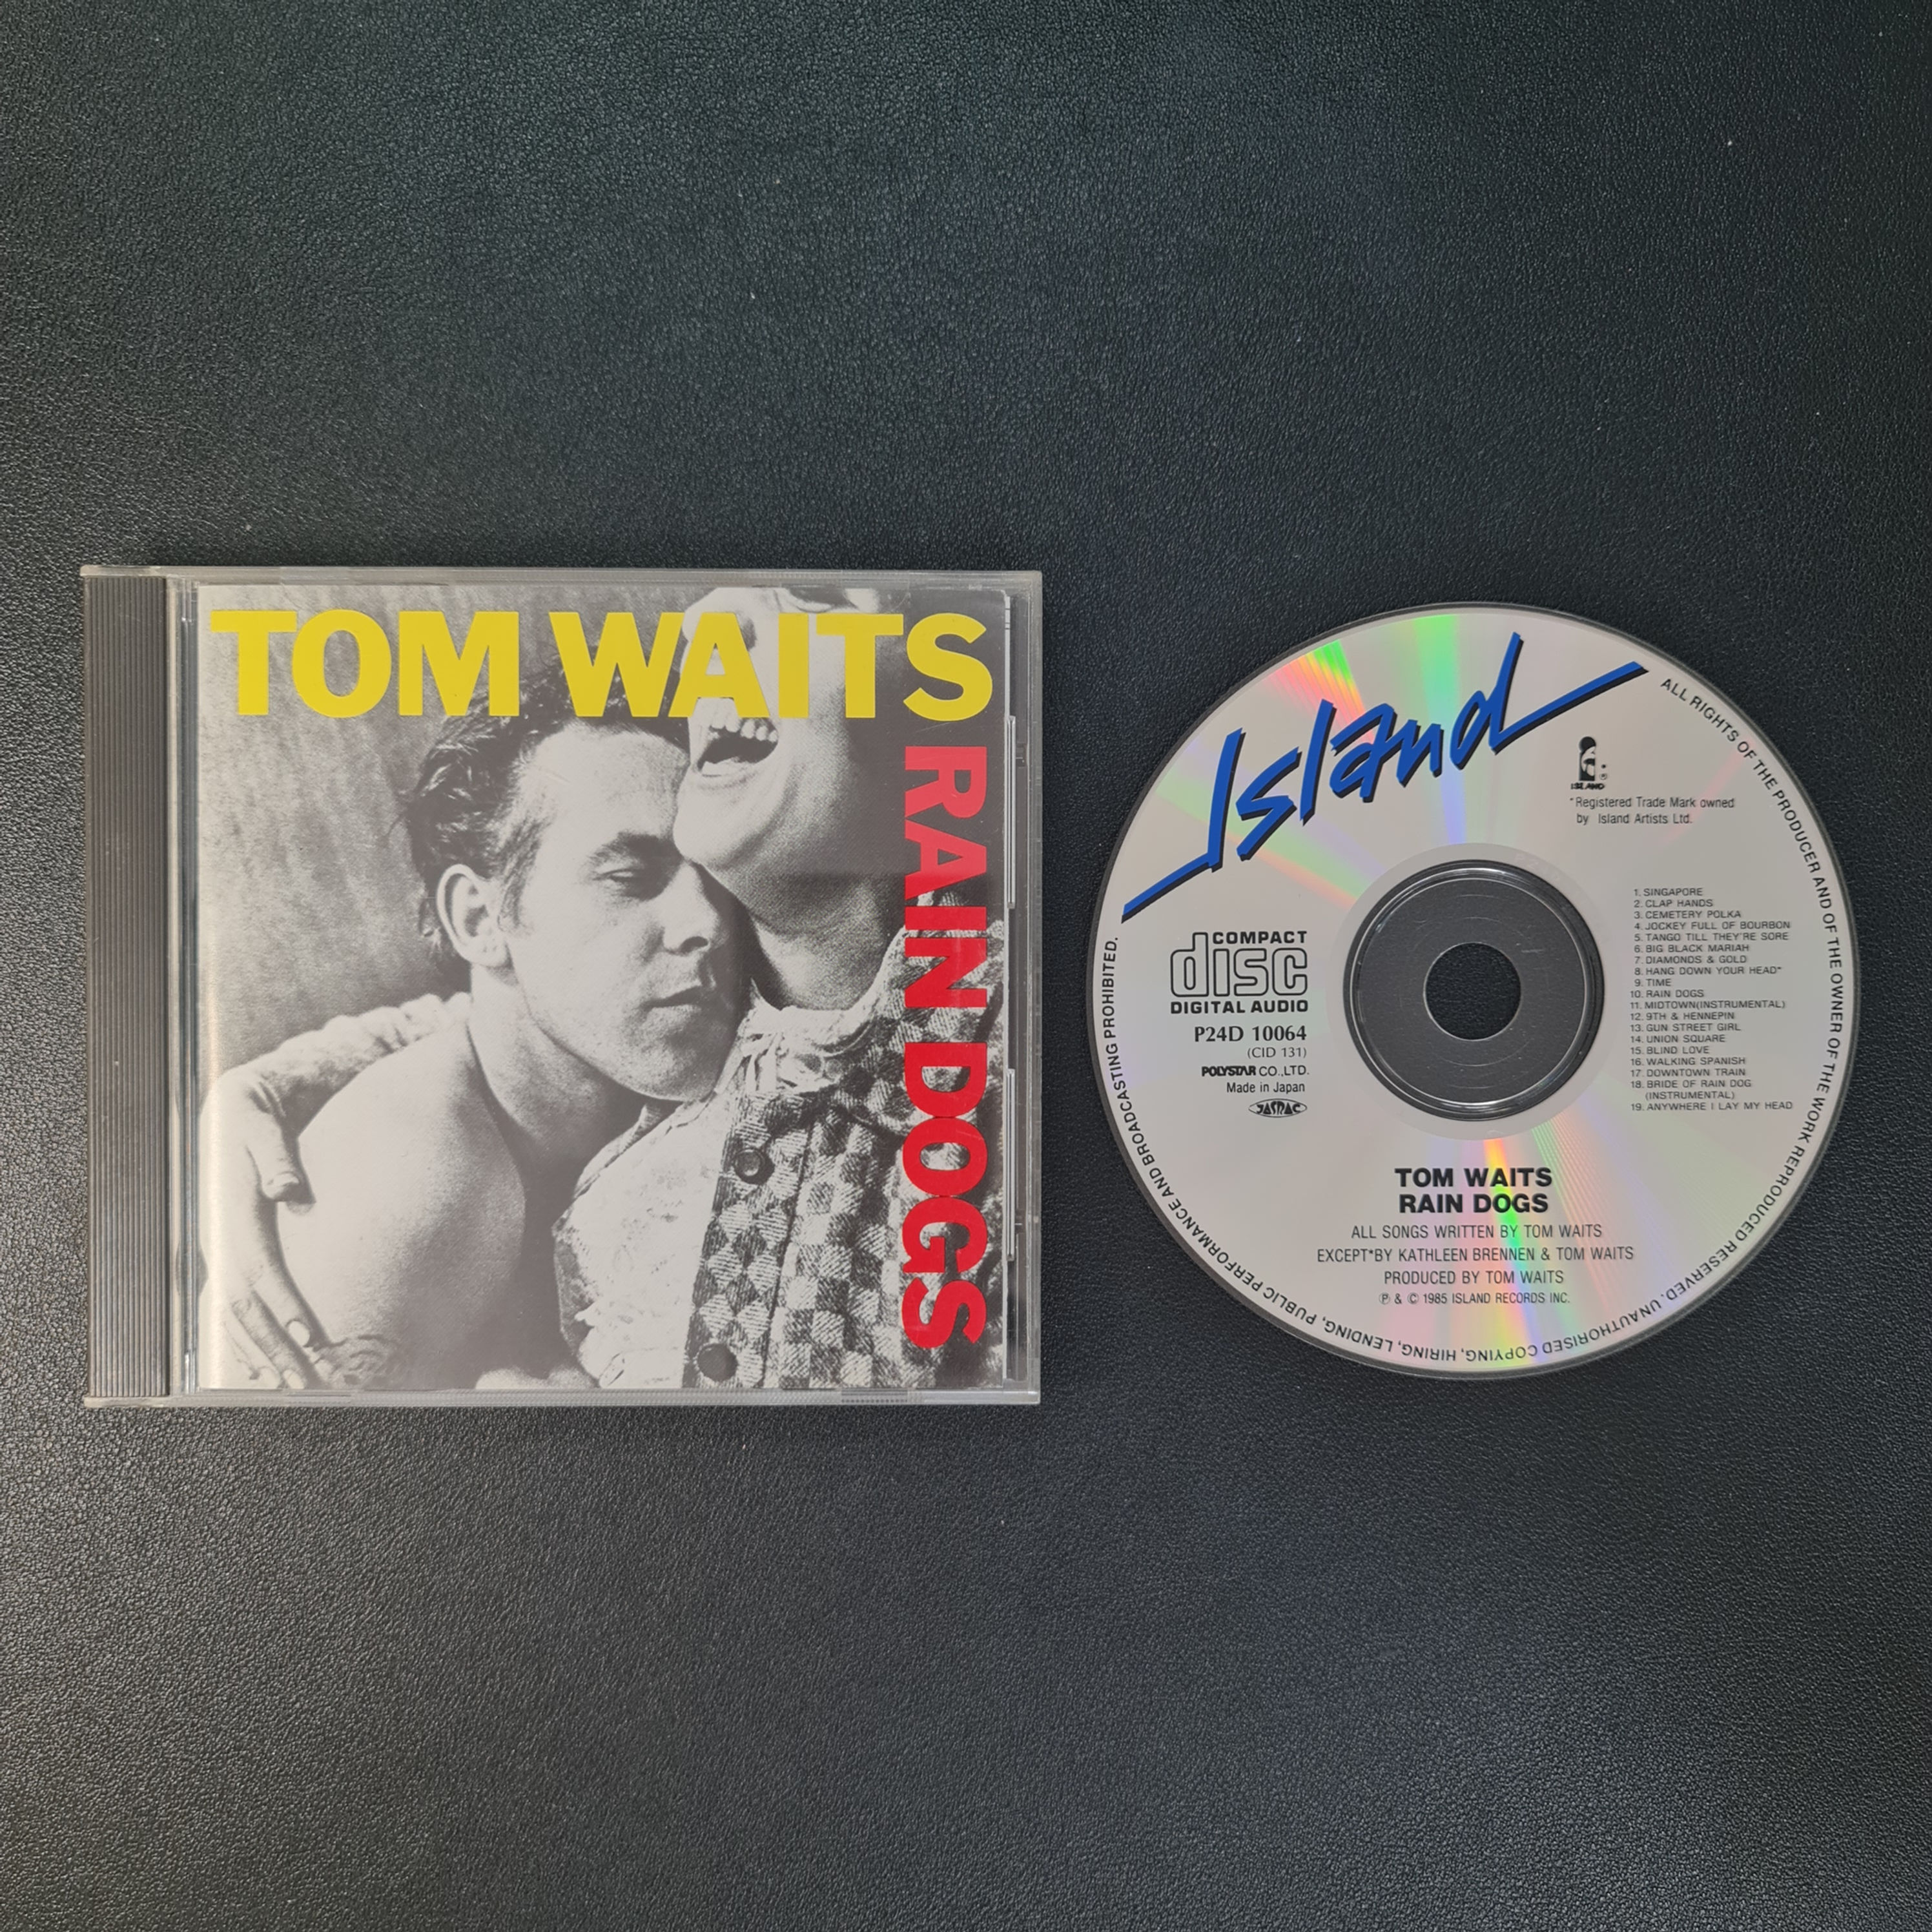 TOM WAITS
RAIN DOGS
Island
ISLAND
*Registered Trade Mark owned
by Island Artists Ltd.
COMPACT
disc
DIGITAL AUDIO
P24D 10064
(CID 131)
POLYSTAR CO.,LTD.
Made in Japan
JASRAC
1. SINGAPORE
2. CLAP HANDS
3. CEMETERY POLKA
4. JOCKEY FULL OF BOURBON
5. TANGO TILL THEY'RE SORE
6. BIG BLACK MARIAH
7. DIAMONDS & GOLD
8. HANG DOWN YOUR HEAD*
9. TIME
10. RAIN DOGS
11. MIDTOWN(INSTRUMENTAL)
12. 9TH & HENNEPIN
13. GUN STREET GIRL
14. UNION SQUARE
15. BLIND LOVE
16. WALKING SPANISH
17. DOWNTOWN TRAIN
18. BRIDE OF RAIN DOG
(INSTRUMENTAL)
19. ANYWHERE I LAY MY HEAD
TOM WAITS
RAIN DOGS
ALL SONGS WRITTEN BY TOM WAITS
EXCEPT*BY KATHLEEN BRENNEN & TOM WAITS
PRODUCED BY TOM WAITS
℗ & © 1985 ISLAND RECORDS INC.
ALL RIGHTS OF THE PRODUCER AND OF THE OWNER OF THE WORK REPRODUCED RESERVED. UNAUTHORISED COPYING, HIRING, LENDING, PUBLIC PERFORMANCE AND BROADCASTING PROHIBITED.